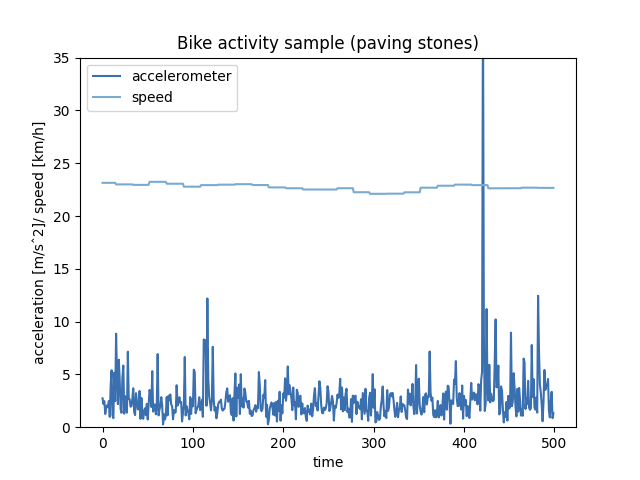 Bike activity sample (paving stones)
accelerometer
speed
35
30
25
20
15
10
5
0
acceleration [m/sˆ2]/ speed [km/h]
0 100 200 300 400 500
time